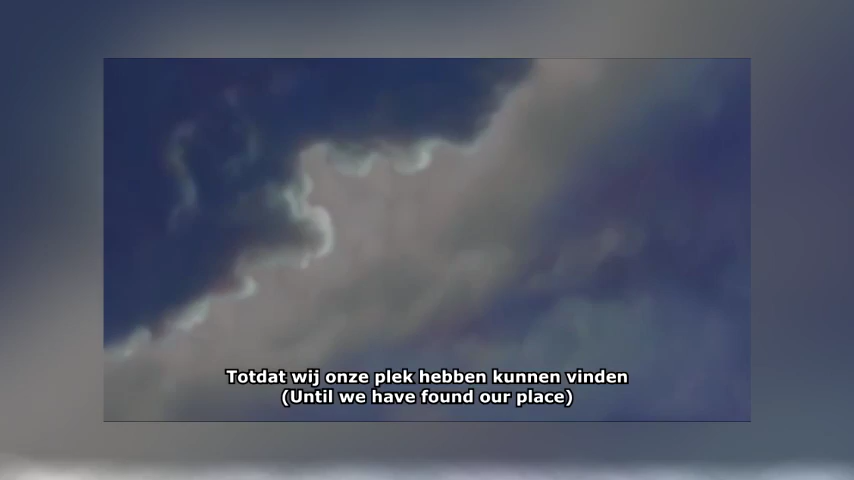 Totdat wij onze plek hebben kunnen vinden
(Until we have found our place)